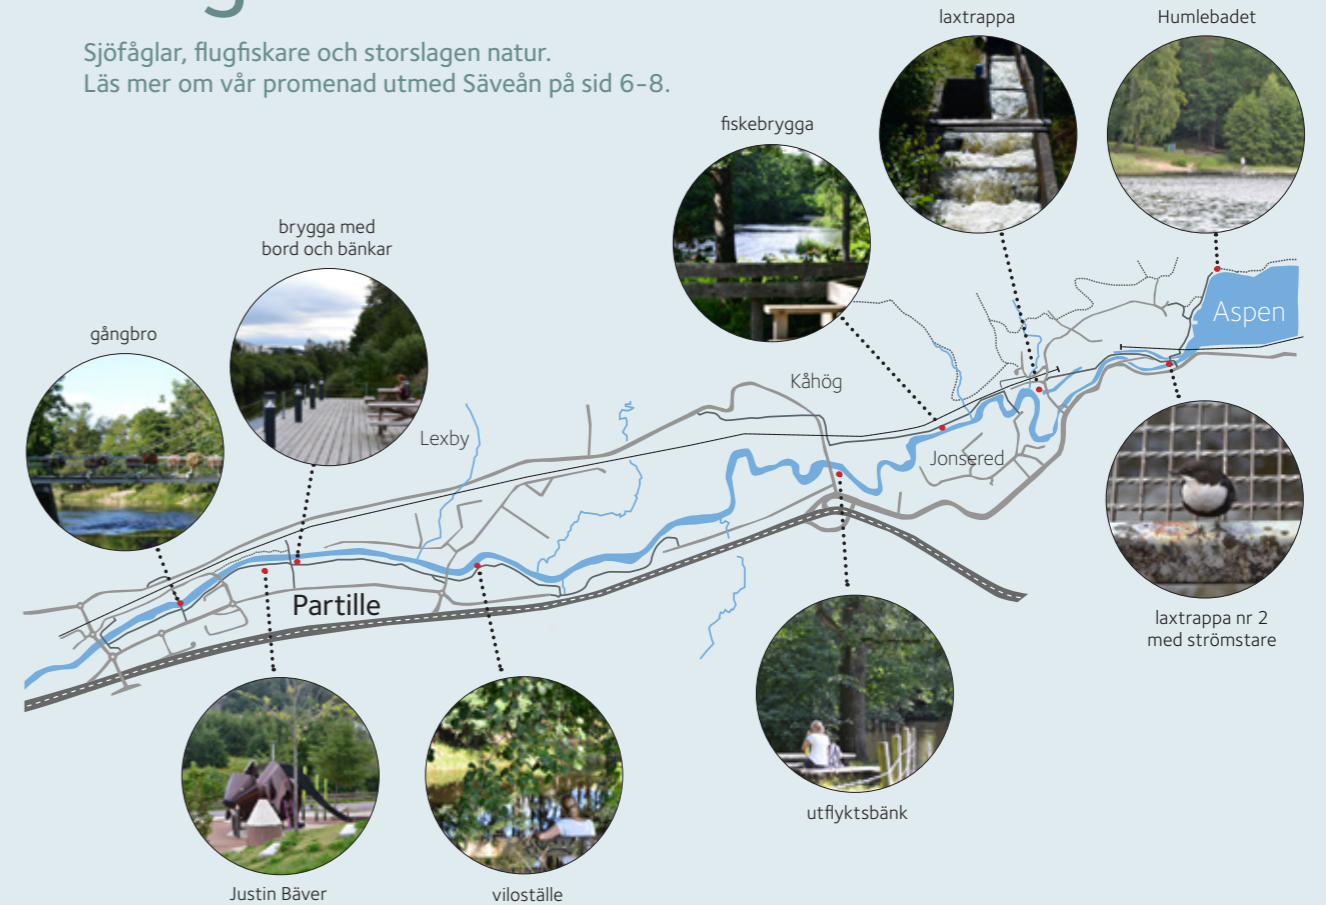 Sjöfåglar, flugfiskare och storslagen natur.
Läs mer om vår promenad utmed Säveån på sid 6-8.
laxtrappa
Humlebadet
fiskebrygga
brygga med
bord och bänkar
gångbro
Aspen
Kåhög
Lexby
Jonsered
Partille
laxtrappa nr 2
med strömstare
utflyktsbänk
Justin Bäver
viloställe